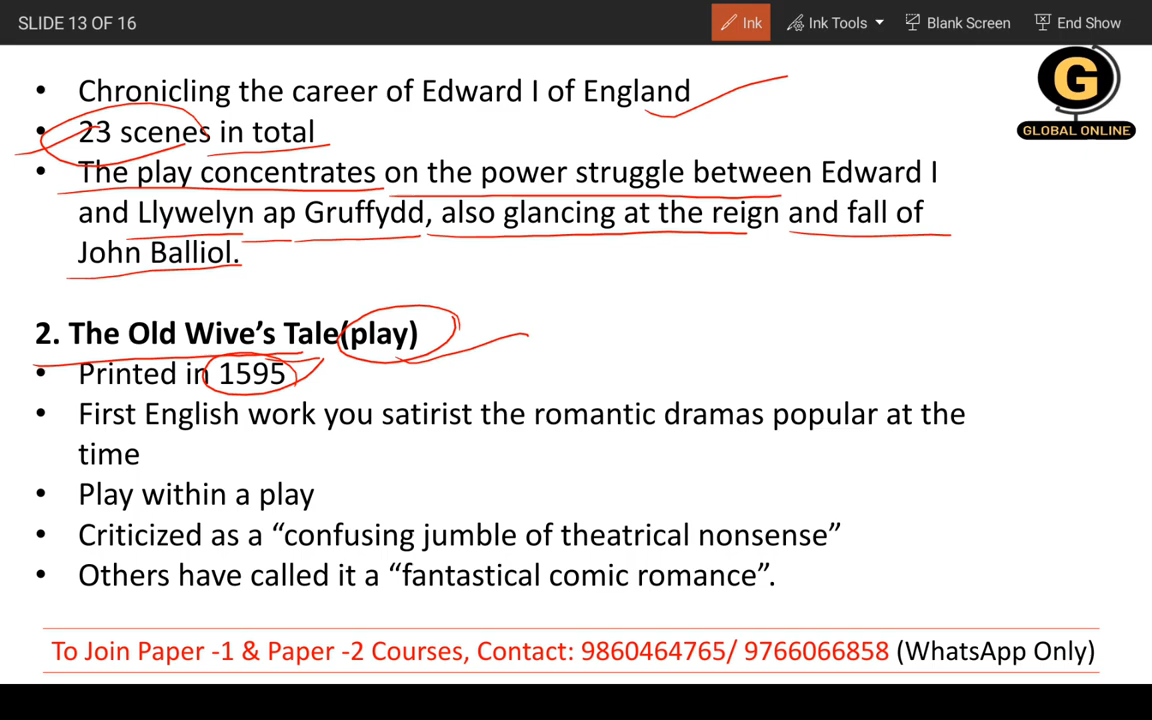 SLIDE 13 OF 16
Ink
Ink Tools
Blank Screen
End Show
G
GLOBAL ONLINE
• Chronicling the career of Edward I of England
• 23 scenes in total
• The play concentrates on the power struggle between Edward I
and Llywelyn ap Gruffydd, also glancing at the reign and fall of
John Balliol.
2. The Old Wive’s Tale(play)
• Printed in 1595
• First English work you satirist the romantic dramas popular at the
time
• Play within a play
• Criticized as a “confusing jumble of theatrical nonsense”
• Others have called it a “fantastical comic romance”.
To Join Paper -1 & Paper -2 Courses, Contact: 9860464765/ 9766066858 (WhatsApp Only)